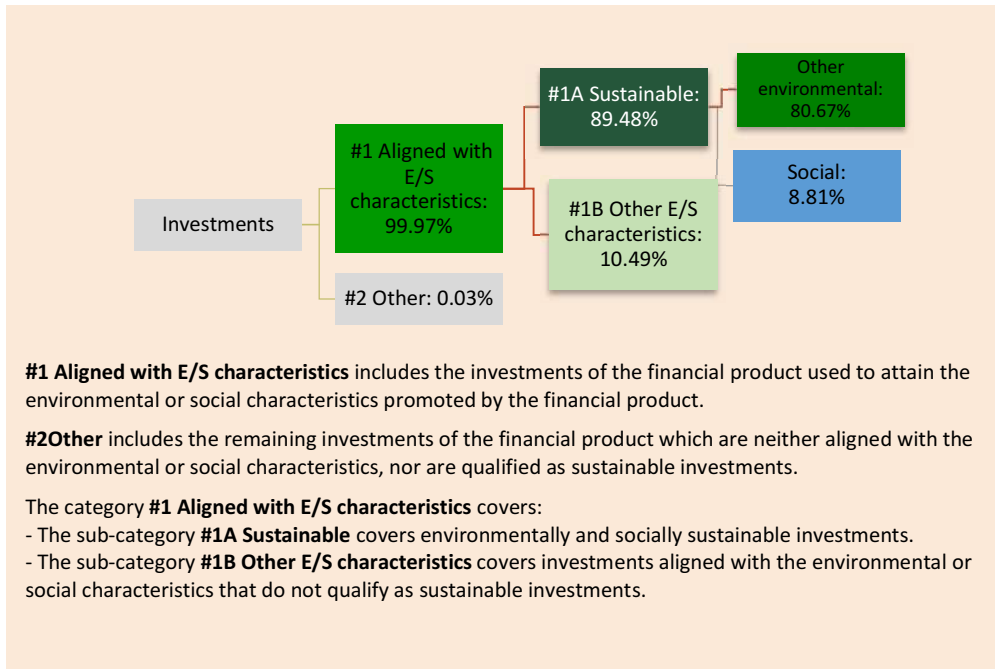 Investments
#1 Aligned with
E/S
characteristics:
99.97%
#2 Other: 0.03%
#1A Sustainable:
89.48%
#1B Other E/S
characteristics:
10.49%
Other
environmental:
80.67%
Social:
8.81%
#1 Aligned with E/S characteristics includes the investments of the financial product used to attain the
environmental or social characteristics promoted by the financial product.
#2Other includes the remaining investments of the financial product which are neither aligned with the
environmental or social characteristics, nor are qualified as sustainable investments.
The category #1 Aligned with E/S characteristics covers:
- The sub-category #1A Sustainable covers environmentally and socially sustainable investments.
- The sub-category #1B Other E/S characteristics covers investments aligned with the environmental or
social characteristics that do not qualify as sustainable investments.